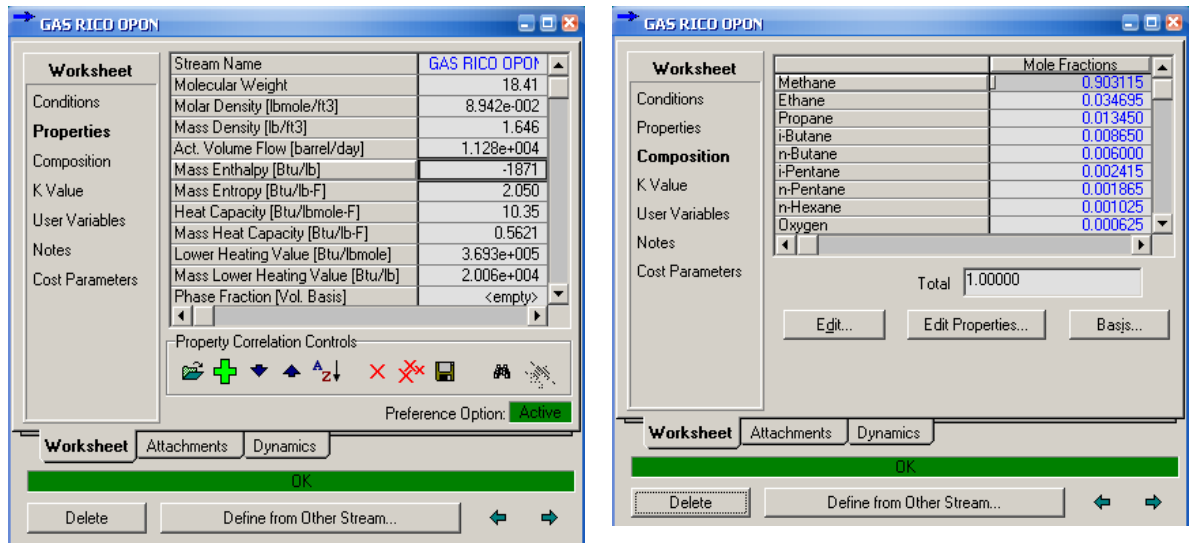 GAS RICO OPON
Worksheet
Conditions
Properties
Composition
K Value
User Variables
Notes
Cost Parameters
Stream Name GAS RICO OPON
Molecular Weight 18.41
Molar Density [lbmole/ft3] 8.942e-002
Mass Density [lb/ft3] 1.646
Act. Volume Flow [barrel/day] 1.128e+004
Mass Enthalpy [Btu/lb] -1871
Mass Entropy [Btu/lb-F] 2.050
Heat Capacity [Btu/lbmole-F] 10.35
Mass Heat Capacity [Btu/lb-F] 0.5621
Lower Heating Value [Btu/lbmole] 3.693e+005
Mass Lower Heating Value [Btu/lb] 2.006e+004
Phase Fraction [Vol. Basis] <empty>
Property Correlation Controls
Preference Option: Active
Worksheet Attachments Dynamics
OK
Delete Define from Other Stream...
GAS RICO OPON
Worksheet
Conditions
Properties
Composition
K Value
User Variables
Notes
Cost Parameters
Mole Fractions
Methane 0.903115
Ethane 0.034695
Propane 0.013450
i-Butane 0.008650
n-Butane 0.006000
i-Pentane 0.002415
n-Pentane 0.001865
n-Hexane 0.001025
Oxygen 0.000625
Total 1.00000
Edit... Edit Properties... Basis...
Worksheet Attachments Dynamics
OK
Delete Define from Other Stream...